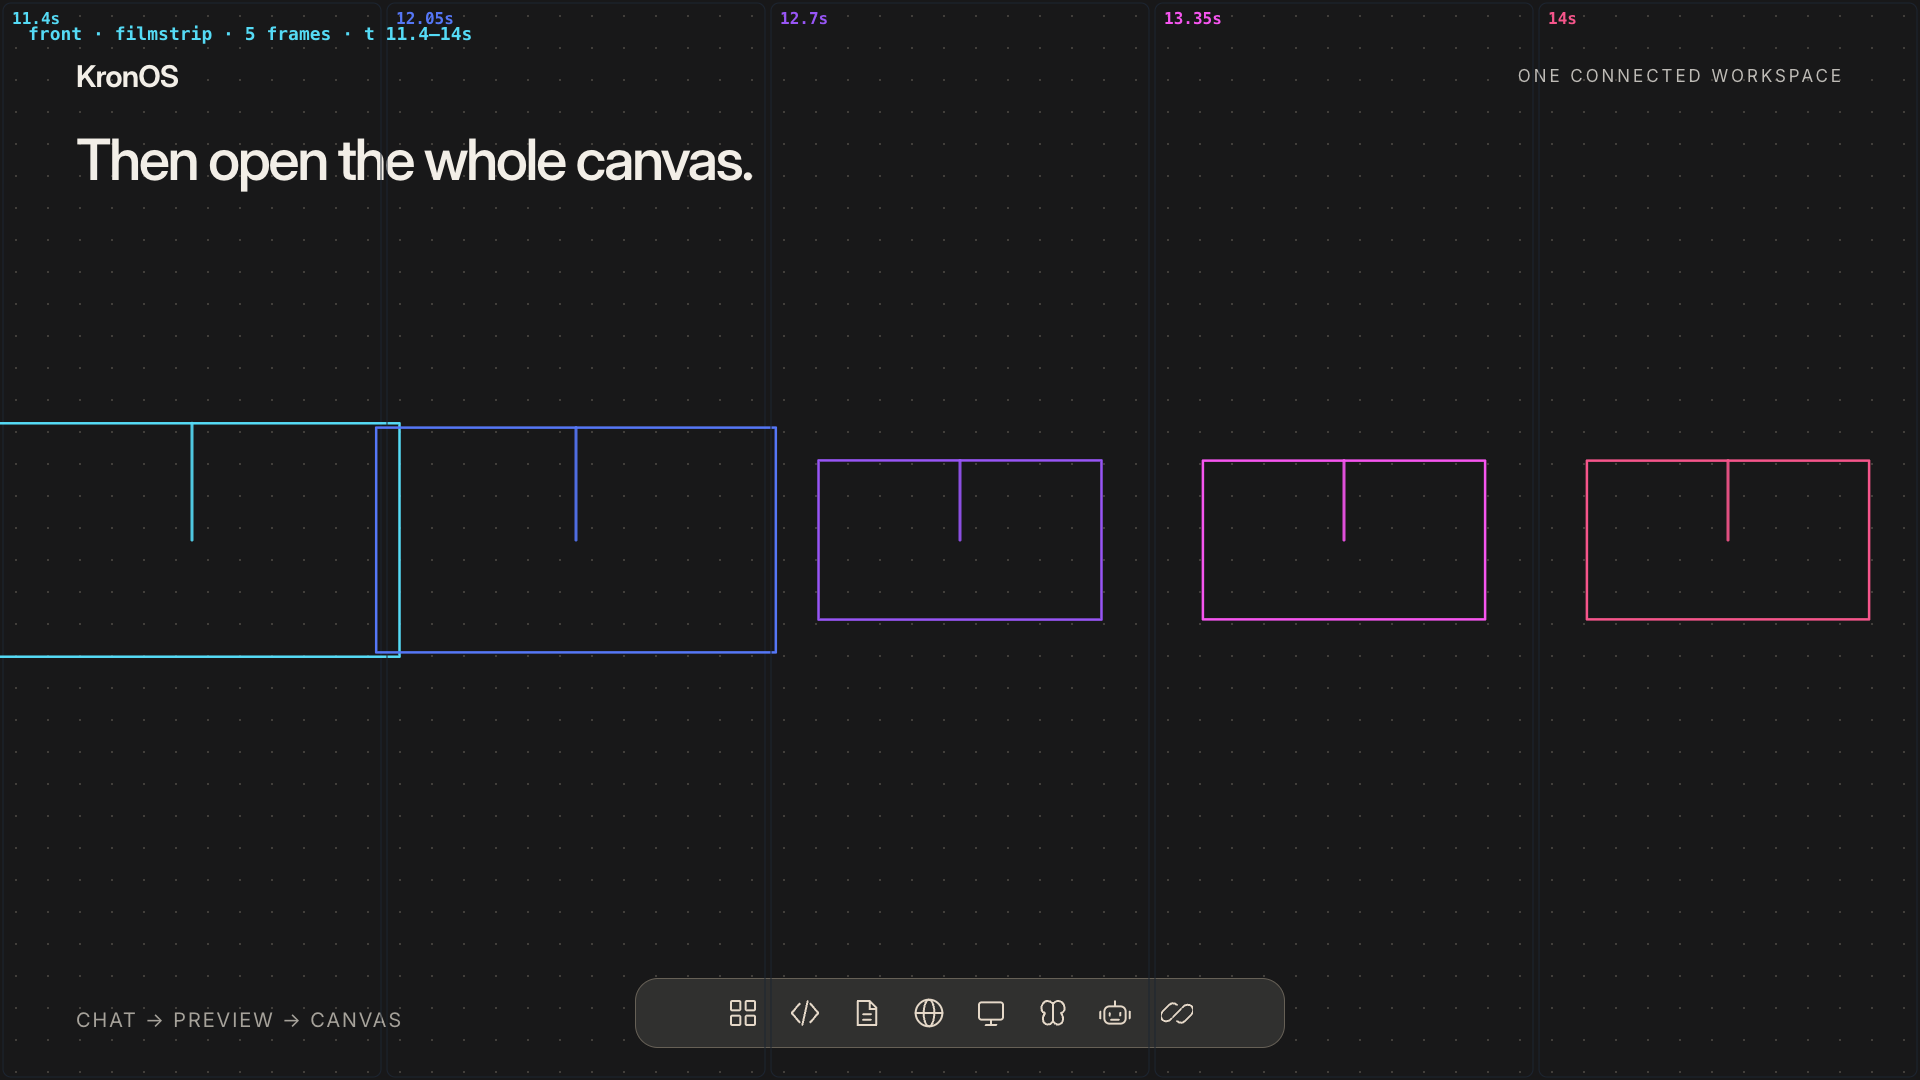 11.4s
12.05s
12.7s
13.35s
14s
front · filmstrip · 5 frames · t 11.4–14s
KronOS
ONE CONNECTED WORKSPACE
Then open the whole canvas.
CHAT → PREVIEW → CANVAS